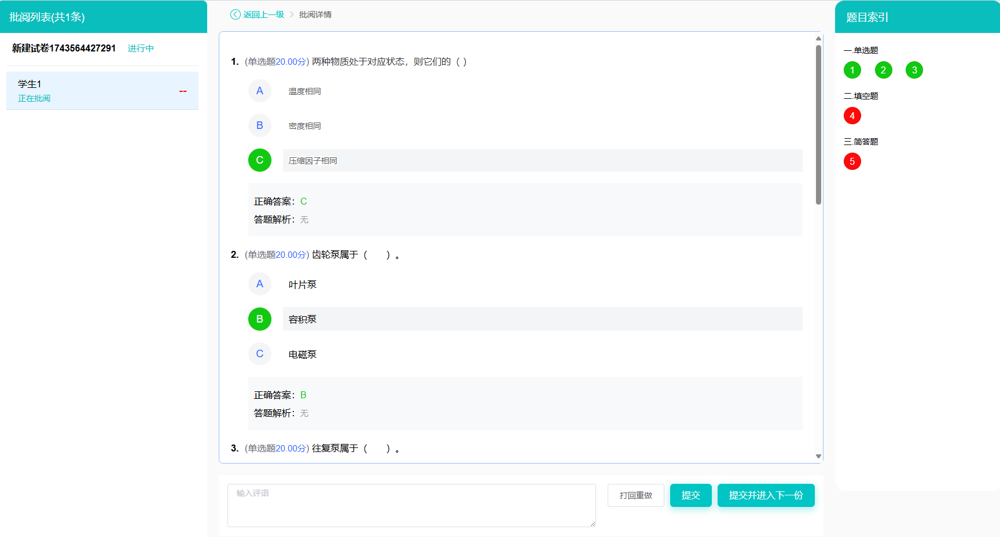 批阅列表(共1条)
新建试卷1743564427291 进行中
学生1
正在批阅
--
返回上一级 > 批阅详情
1. (单选题20.00分) 两种物质处于对应状态，则它们的（ ）
A 温度相同
B 密度相同
C 压缩因子相同
正确答案：C
答题解析：无
2. (单选题20.00分) 齿轮泵属于（　　）。
A 叶片泵
B 容积泵
C 电磁泵
正确答案：B
答题解析：无
3. (单选题20.00分) 往复泵属于（　　）。
输入评语
打回重做 提交 提交并进入下一份
题目索引
一.单选题
1 2 3
二.填空题
4
三.简答题
5